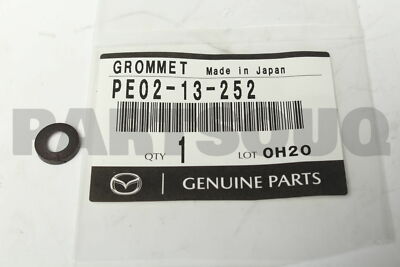 GROMMET Made in Japan
PE02-13-252
PARTSOUQ
QTY 1 LOT 0H20
GENUINE PARTS